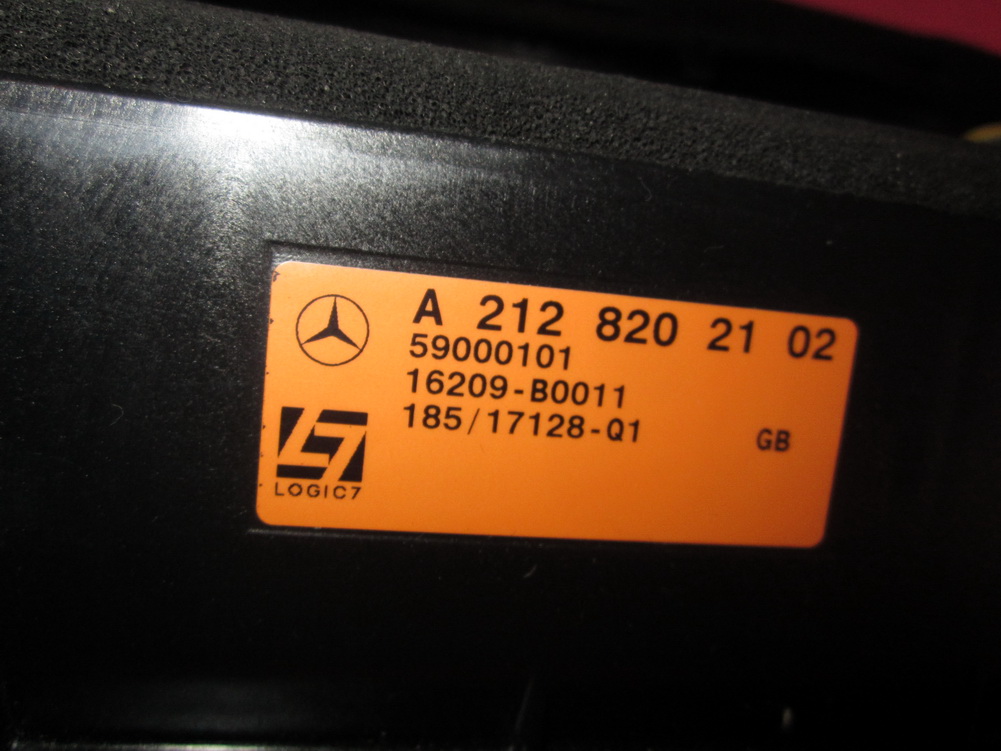 A 212 820 21 02
59000101
16209-B0011
185/17128-Q1
GB
LOGIC7